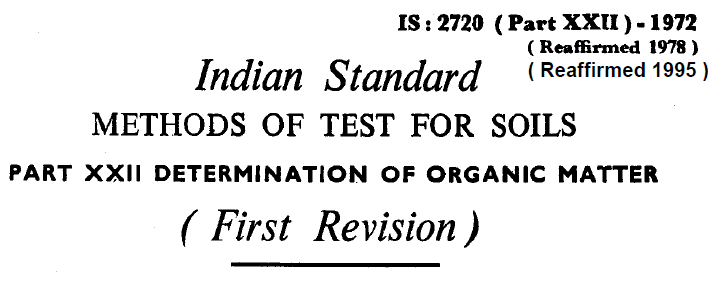 IS : 2720 ( Part XXII ) - 1972
( Reaffirmed 1978 )
( Reaffirmed 1995 )
Indian Standard
METHODS OF TEST FOR SOILS
PART XXII DETERMINATION OF ORGANIC MATTER
( First Revision )